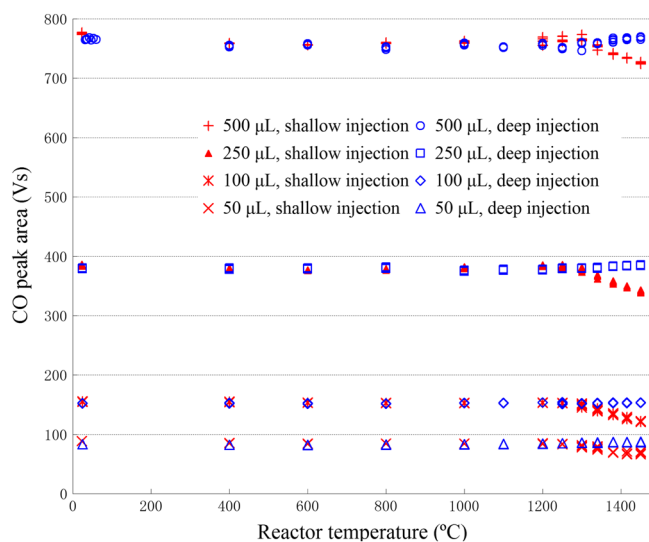 800
700
600
500
400
300
200
100
0
CO peak area (Vs)
500 μL, shallow injection 500 μL, deep injection
250 μL, shallow injection 250 μL, deep injection
100 μL, shallow injection 100 μL, deep injection
50 μL, shallow injection 50 μL, deep injection
0 200 400 600 800 1000 1200 1400
Reactor temperature (ºC)